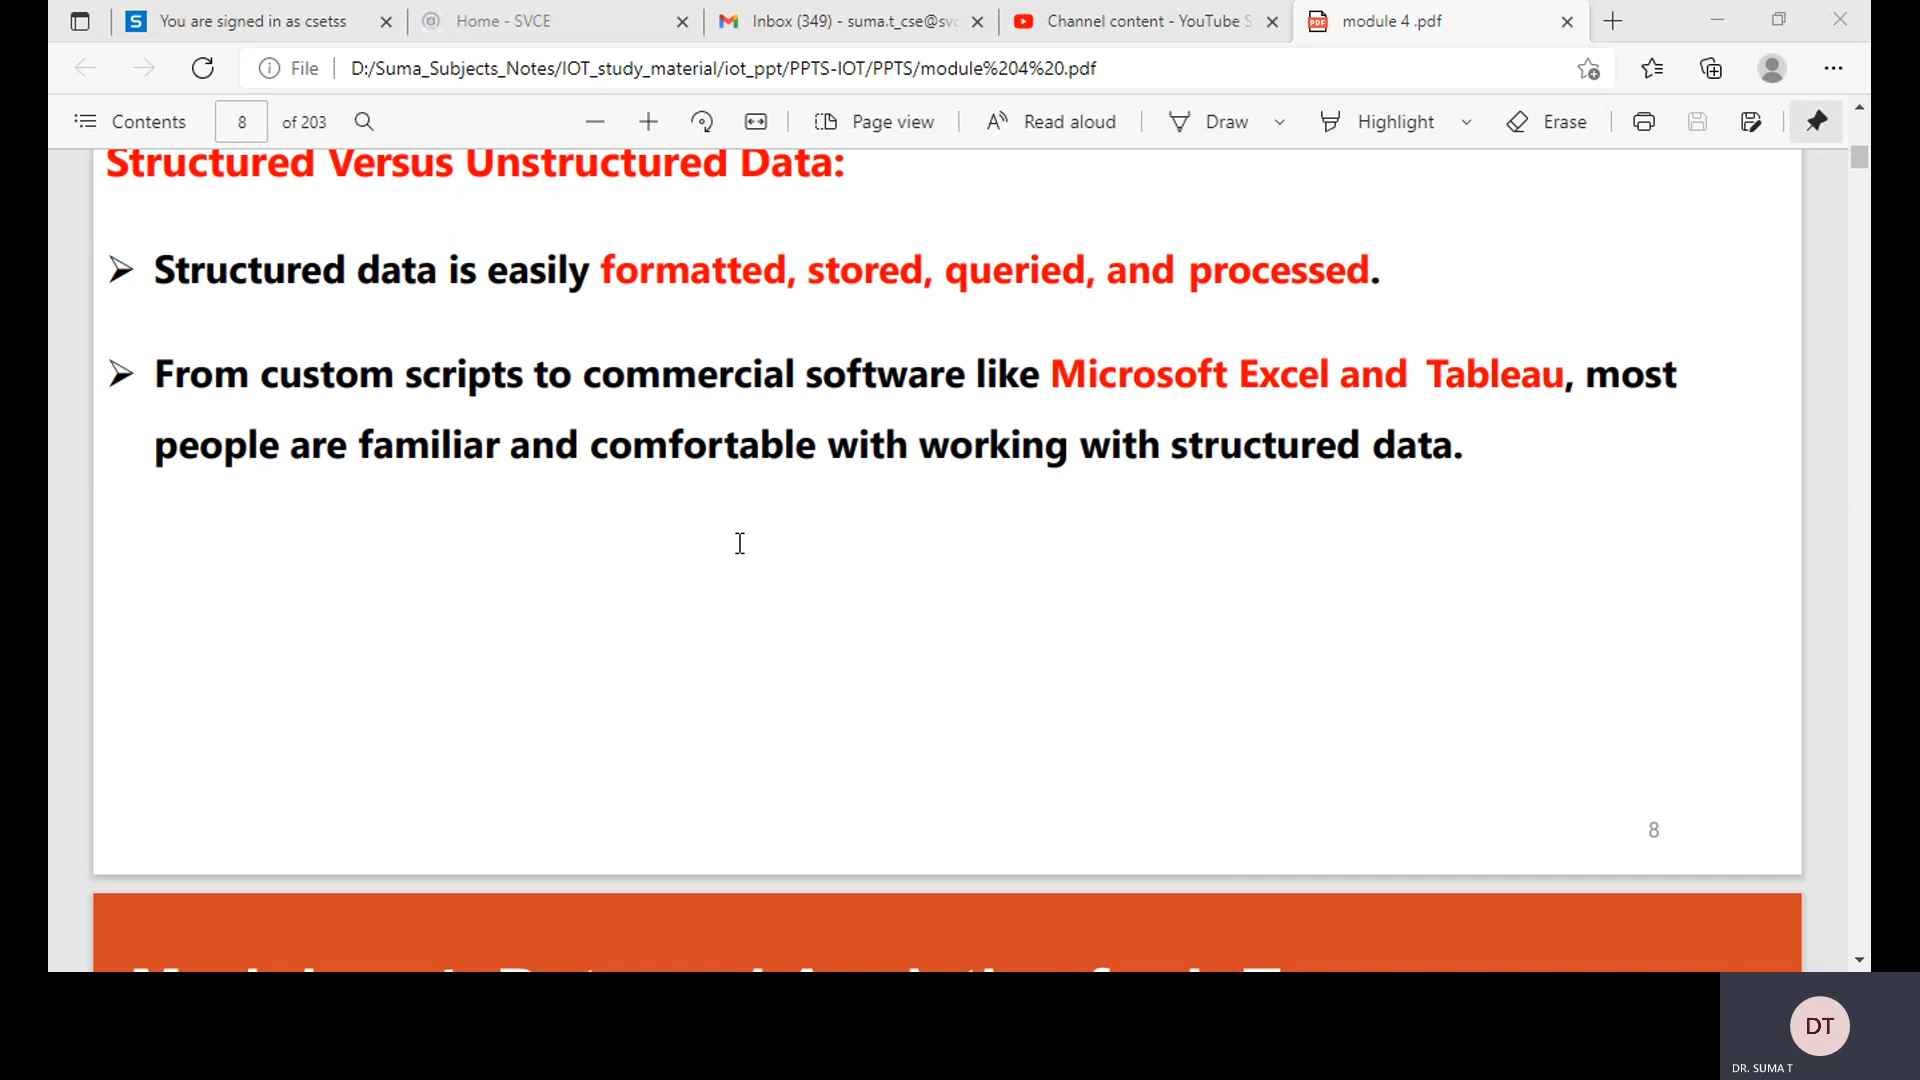 You are signed in as csetss
Home - SVCE
Inbox (349) - suma.t_cse@svc
Channel content - YouTube S
module 4 .pdf
File
D:/Suma_Subjects_Notes/IOT_study_material/iot_ppt/PPTS-IOT/PPTS/module%204%20.pdf
Contents
8
of 203
Page view
Read aloud
Draw
Highlight
Erase
Structured Versus Unstructured Data:
➢ Structured data is easily formatted, stored, queried, and processed.
➢ From custom scripts to commercial software like Microsoft Excel and Tableau, most
people are familiar and comfortable with working with structured data.
8
DT
DR. SUMA T